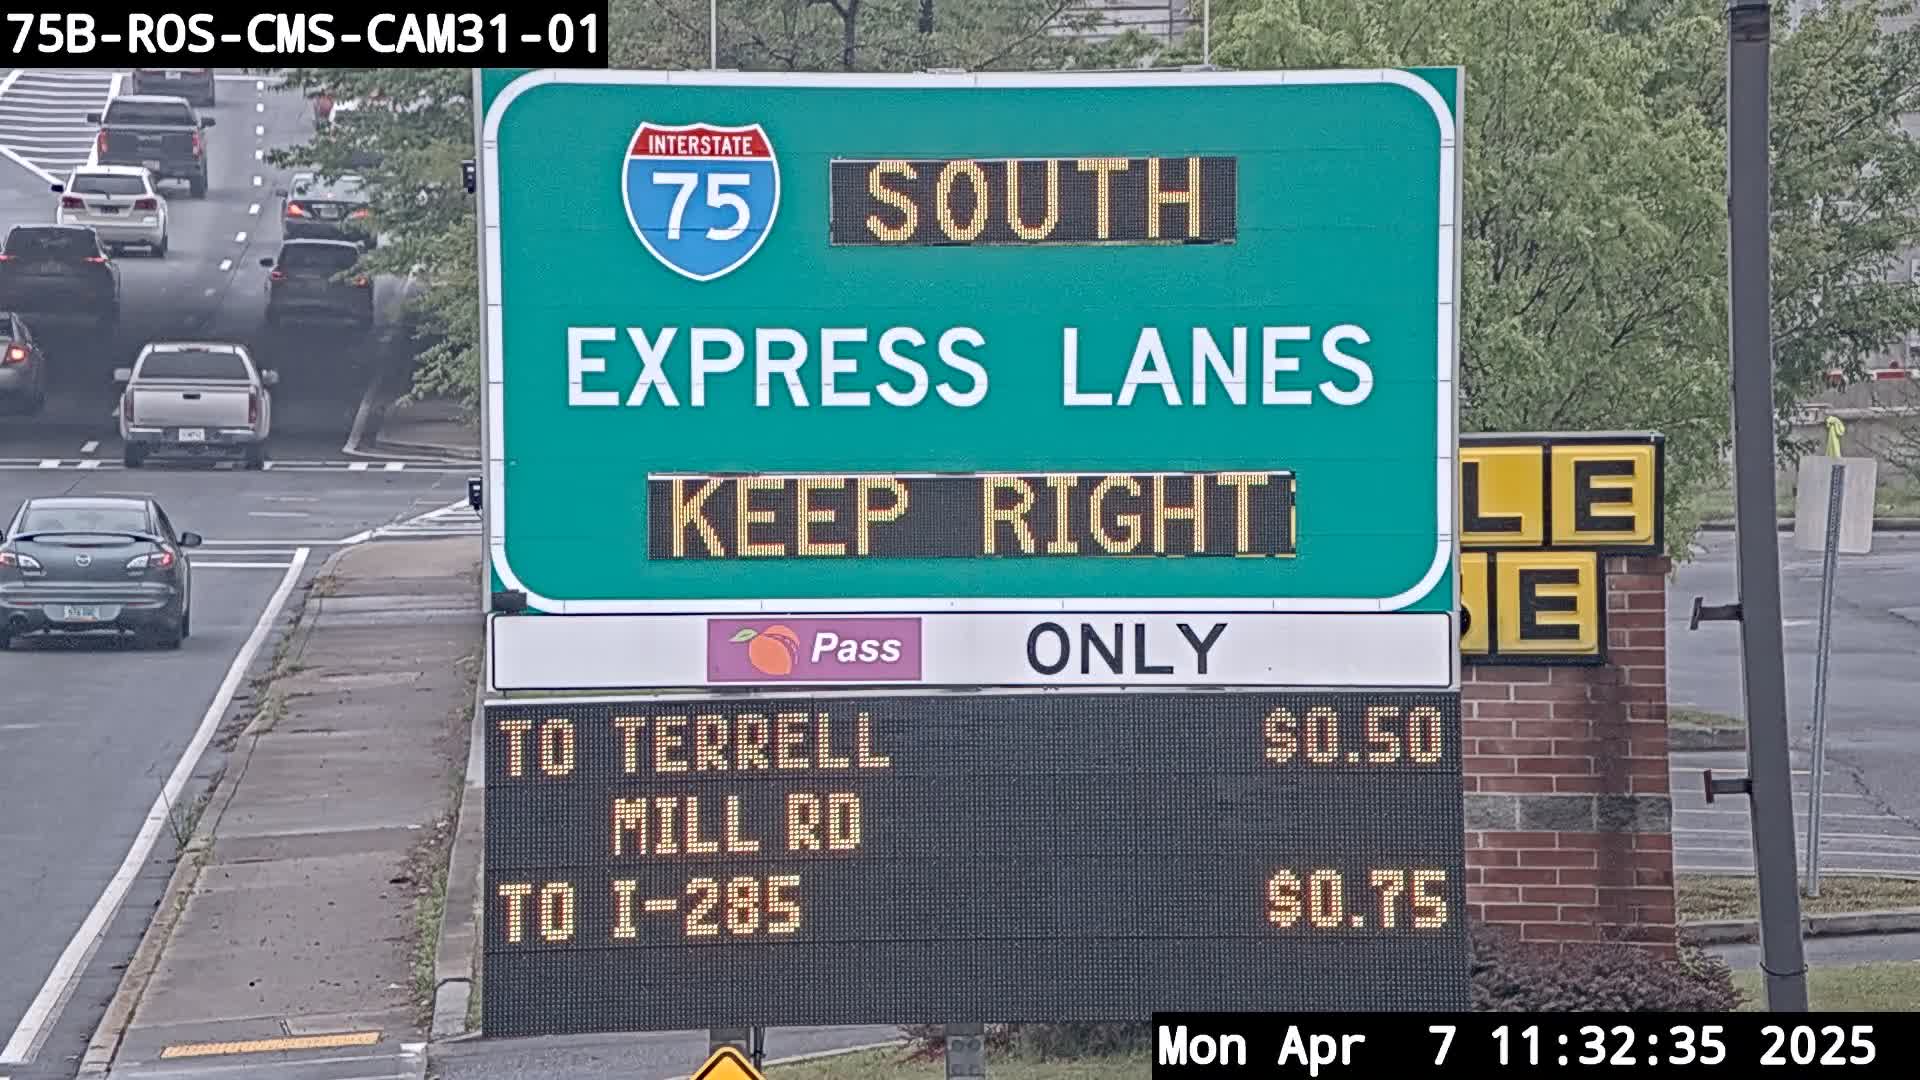 75B-ROS-CMS-CAM31-01
INTERSTATE
75
SOUTH
EXPRESS LANES
KEEP RIGHT
Pass ONLY
TO TERRELL $0.50
MILL RD
TO I-285 $0.75
LE
E
Mon Apr 7 11:32:35 2025